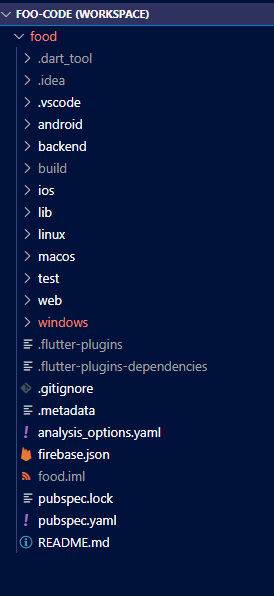 FOO-CODE (WORKSPACE)
food
.dart_tool
.idea
.vscode
android
backend
build
ios
lib
linux
macos
test
web
windows
.flutter-plugins
.flutter-plugins-dependencies
.gitignore
.metadata
analysis_options.yaml
firebase.json
food.iml
pubspec.lock
pubspec.yaml
README.md